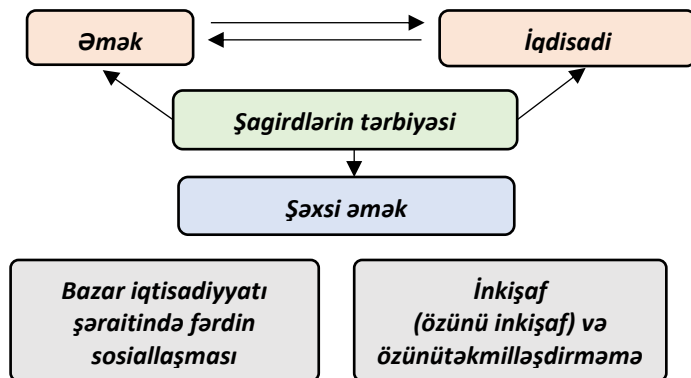 Əmək
İqdisadi
Şagirdlərin tərbiyəsi
Şəxsi əmək
Bazar iqtisadiyyatı
şəraitində fərdin
sosiallaşması
İnkişaf
(özünü inkişaf) və
özünütəkmilləşdirməmə